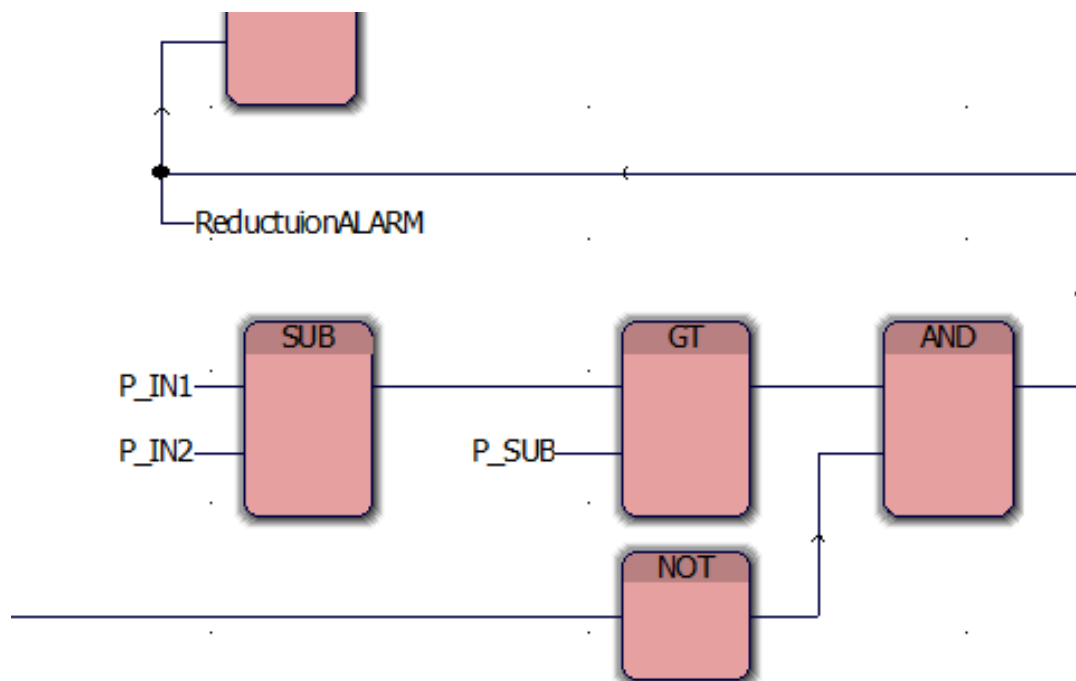 ReductuionALARM
SUB
GT
AND
P_IN1
P_IN2
P_SUB
NOT